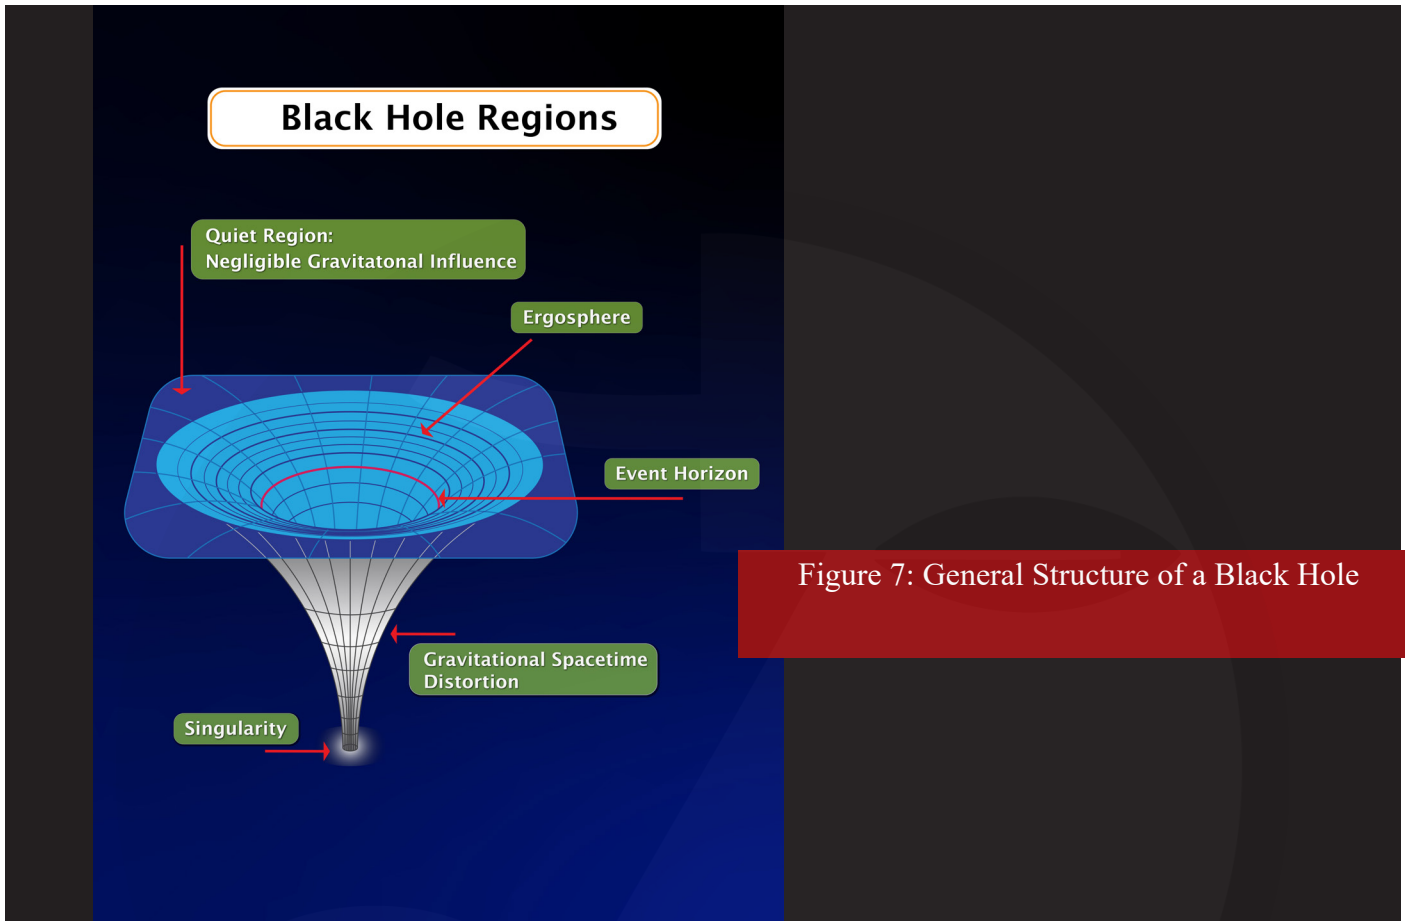 Black Hole Regions
Quiet Region:
Negligible Gravitatonal Influence
Ergosphere
Event Horizon
Figure 7: General Structure of a Black Hole
Gravitational Spacetime
Distortion
Singularity